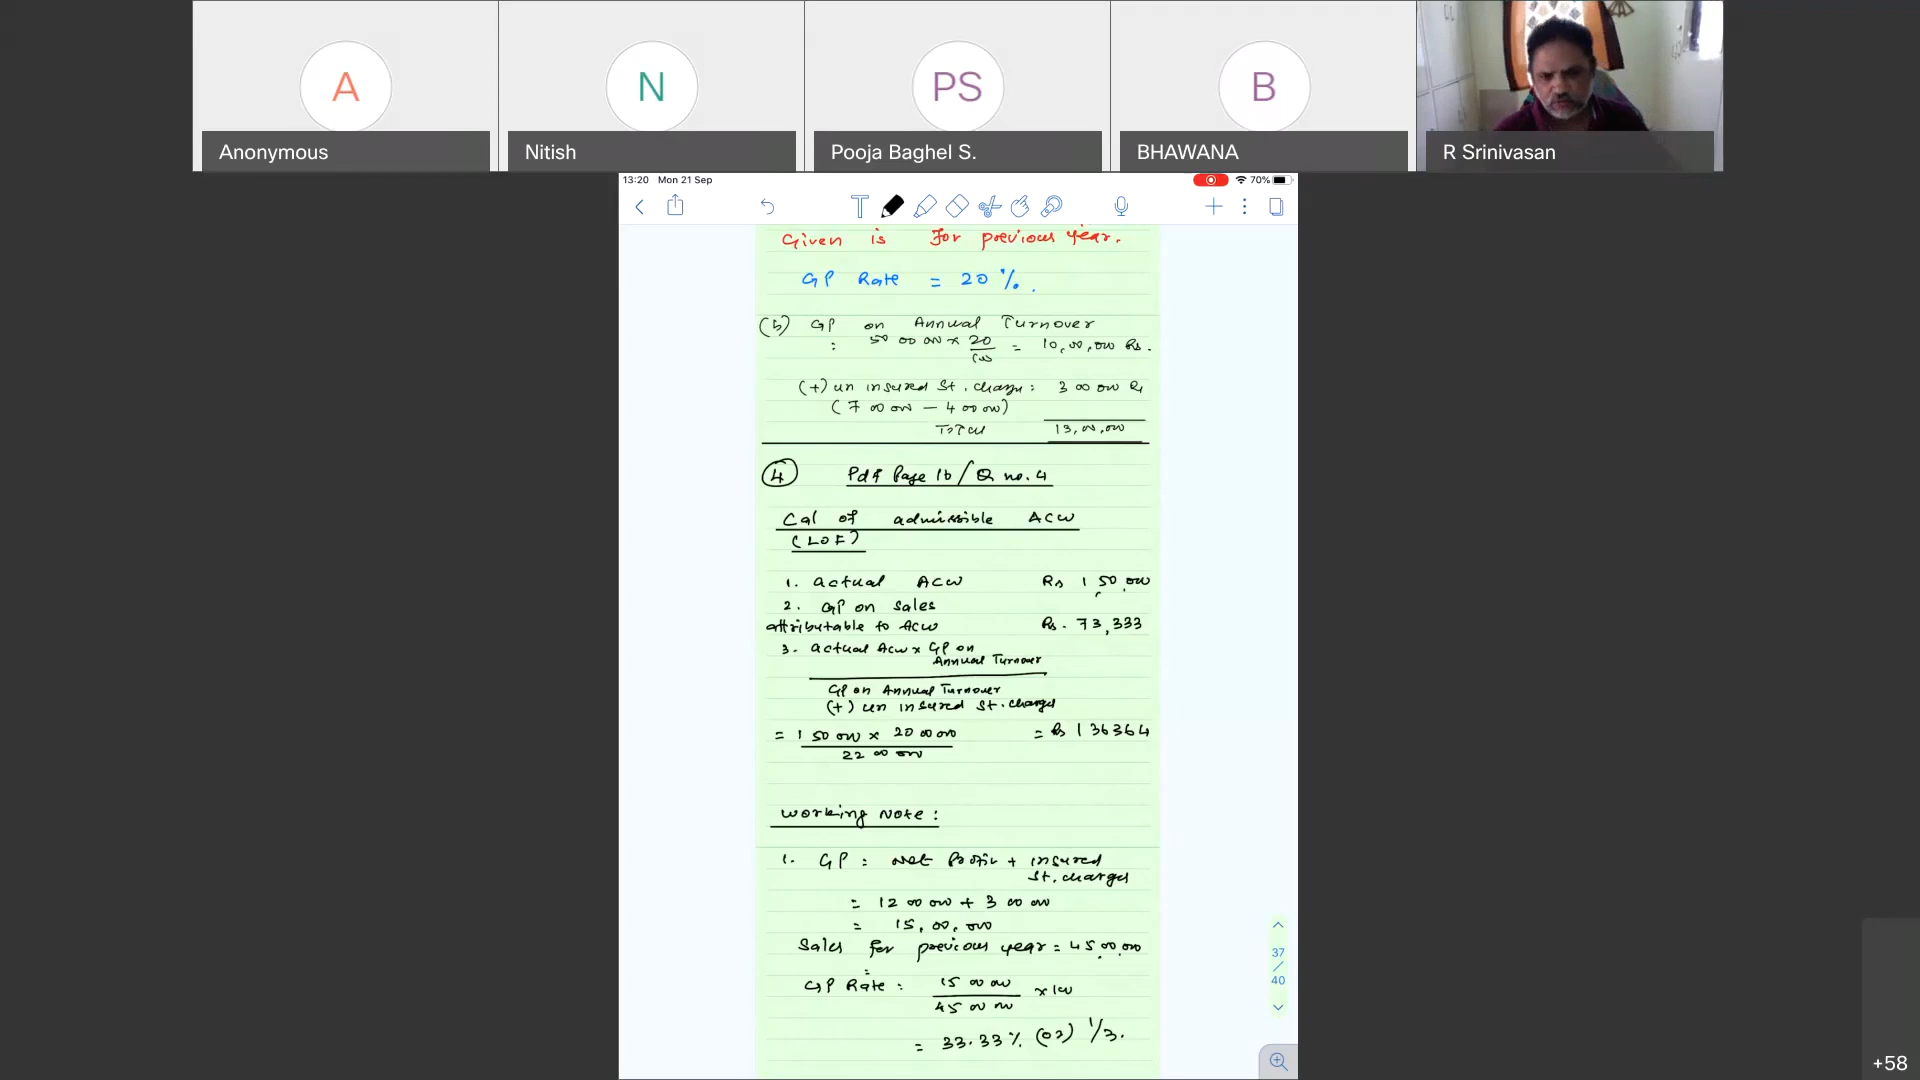 A
N
PS
B
Anonymous
Nitish
Pooja Baghel S.
BHAWANA
R Srinivasan
13:20 Mon 21 Sep
70%
T
Given is for previous year.
GP Rate = 20 %.
(b) GP on Annual Turnover
: 50 00 000 x 20/100 = 10,00,000 Rs.
(+) un insured St. charge : 3 00 000 Rs
(7 00 000 — 4 00 000)
Total 13,00,000
4 Pdf Page 16 / Q no. 4
Cal of admissible ACW
(LOF)
1. actual ACW Rs 1,50,000
2. GP on sales
attributable to ACW Rs. 73,333
3. actual ACW x GP on
Annual Turnover
GP on Annual Turnover
(+) un insured St. charges
= 1 50 000 x 20 00 000 = Rs 1 36 364
22 00 000
Working Note :
1. GP : Net Profit + insured
St. charges
= 12 00 000 + 3 00 000
= 15,00,000
Sales for previous year = 45,00,000
GP Rate : 15 00 000 x 100
45 00 000
= 33.33 % (or) 1/3.
37
/
40
+58